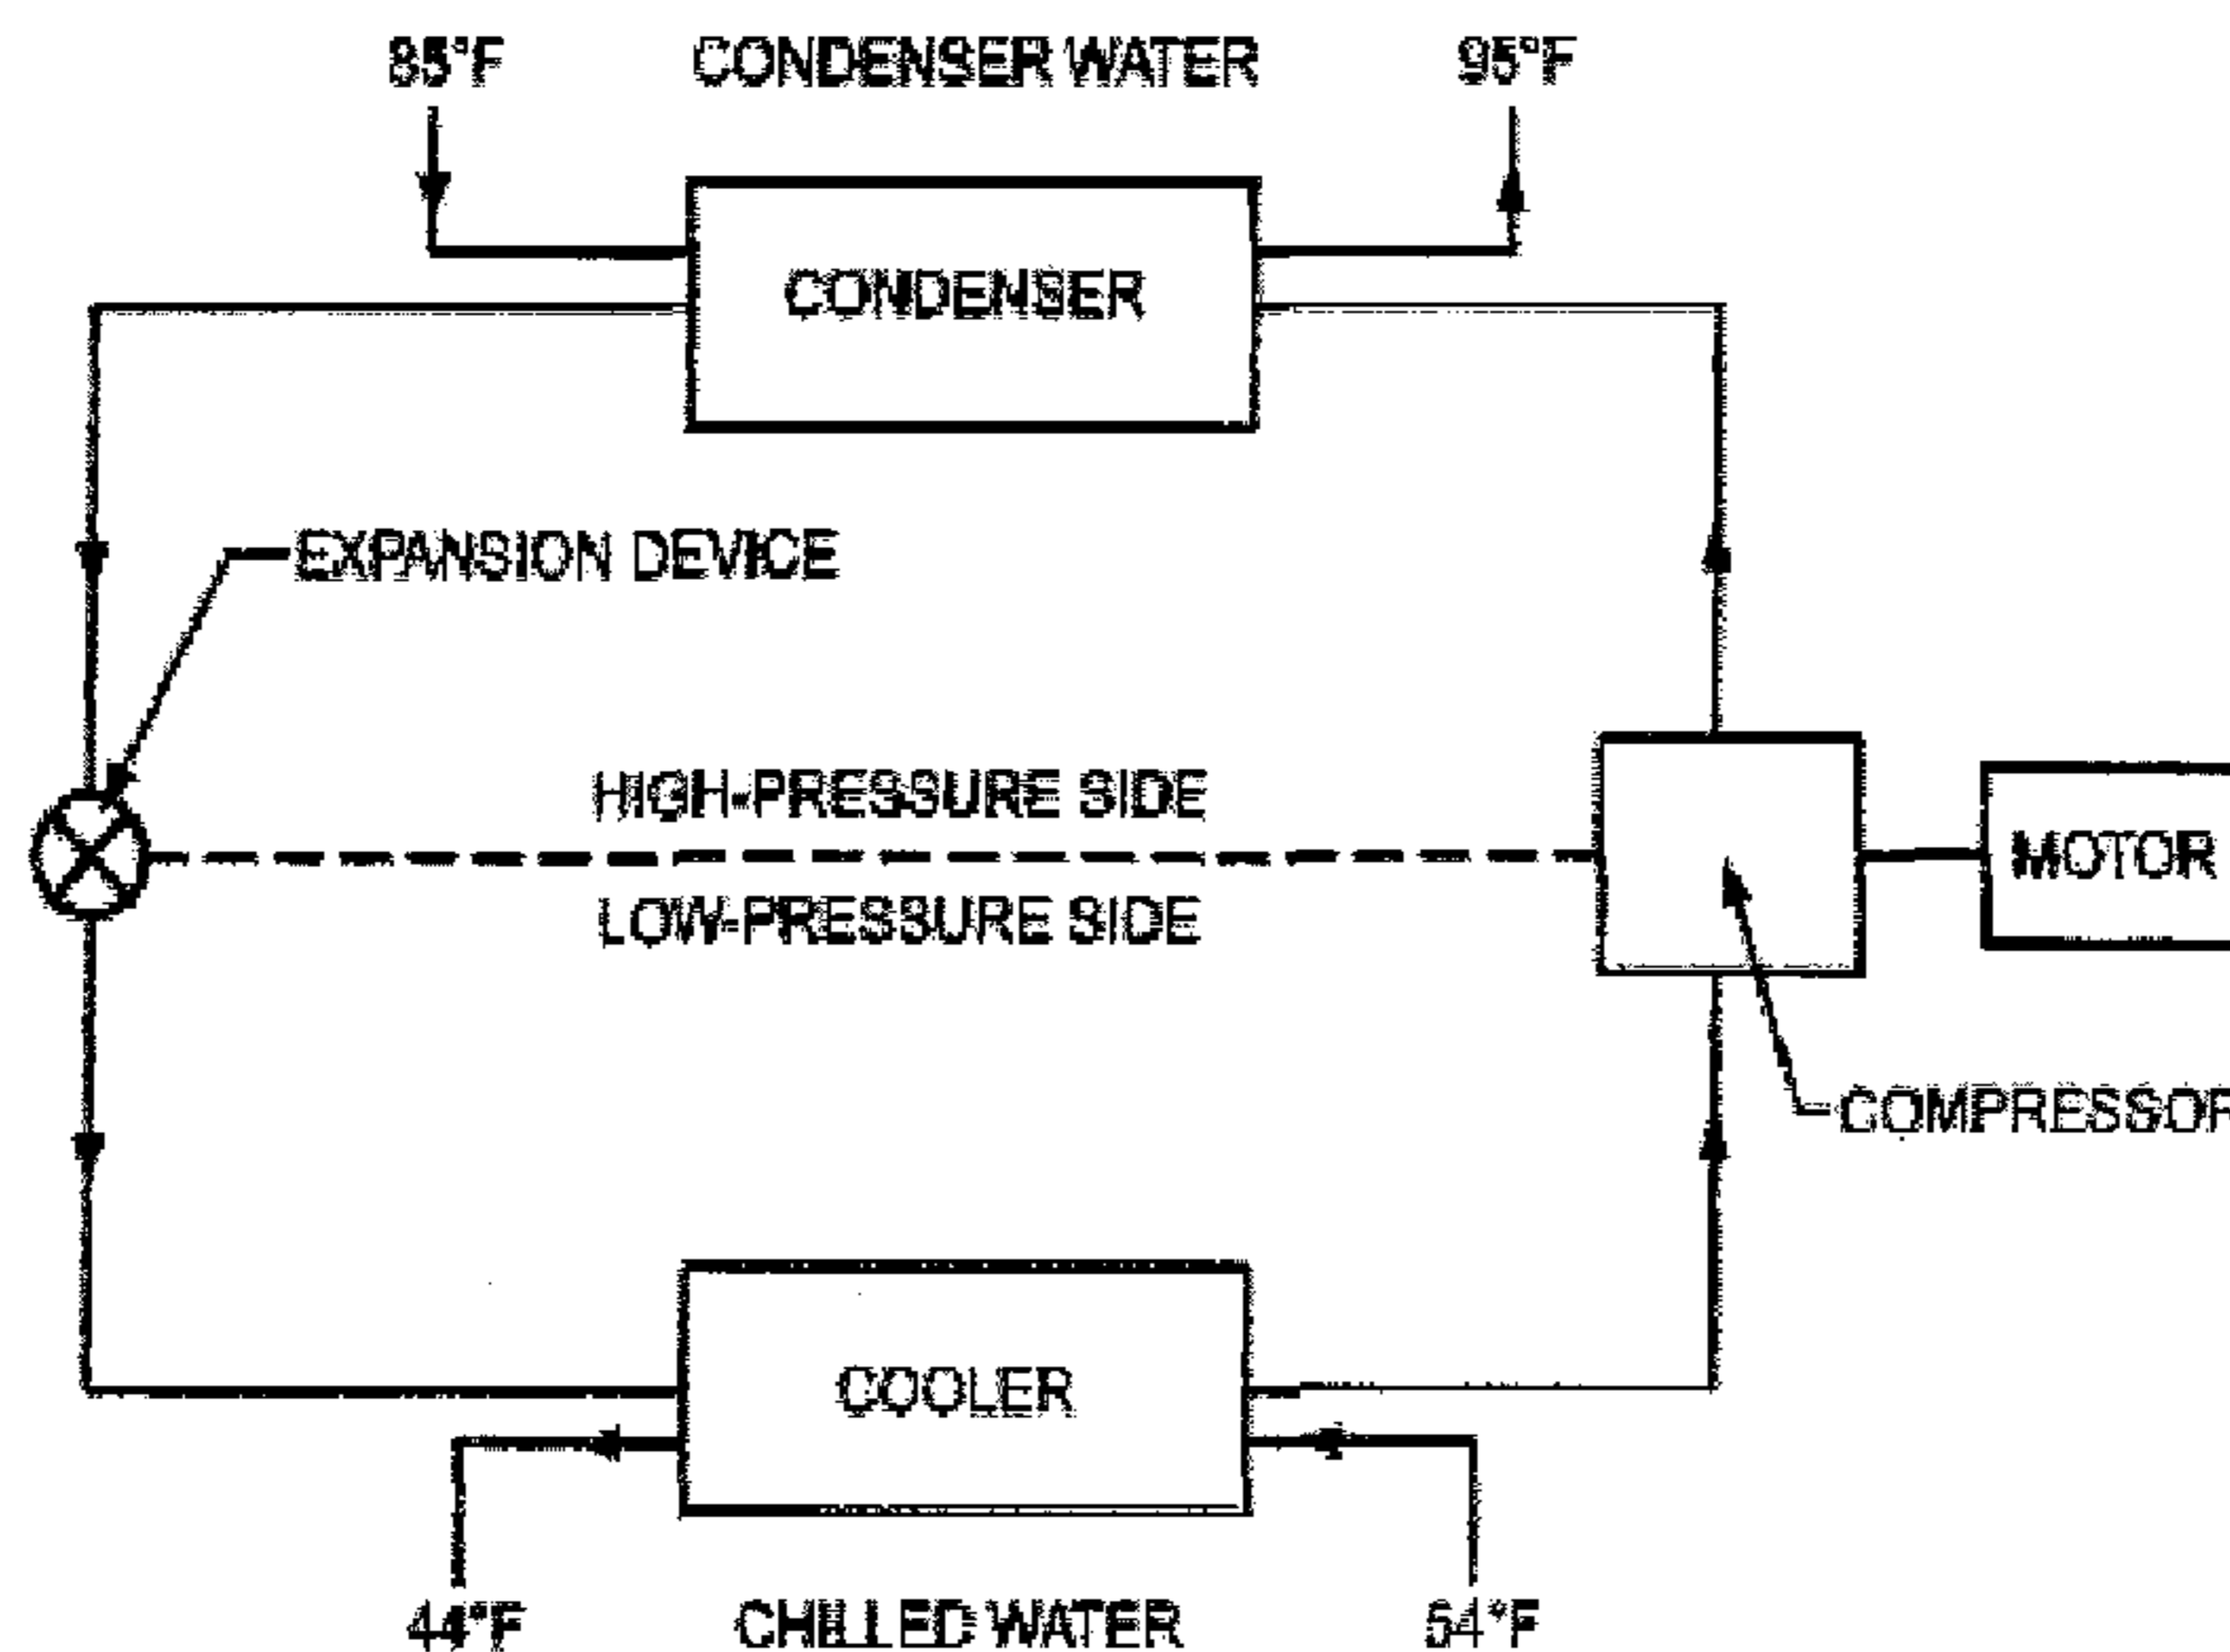 85°F CONDENSER WATER 95°F
CONDENSER
EXPANSION DEVICE
HIGH-PRESSURE SIDE
MOTOR
LOW-PRESSURE SIDE
COMPRESSOR
COOLER
44°F CHILLED WATER 54°F